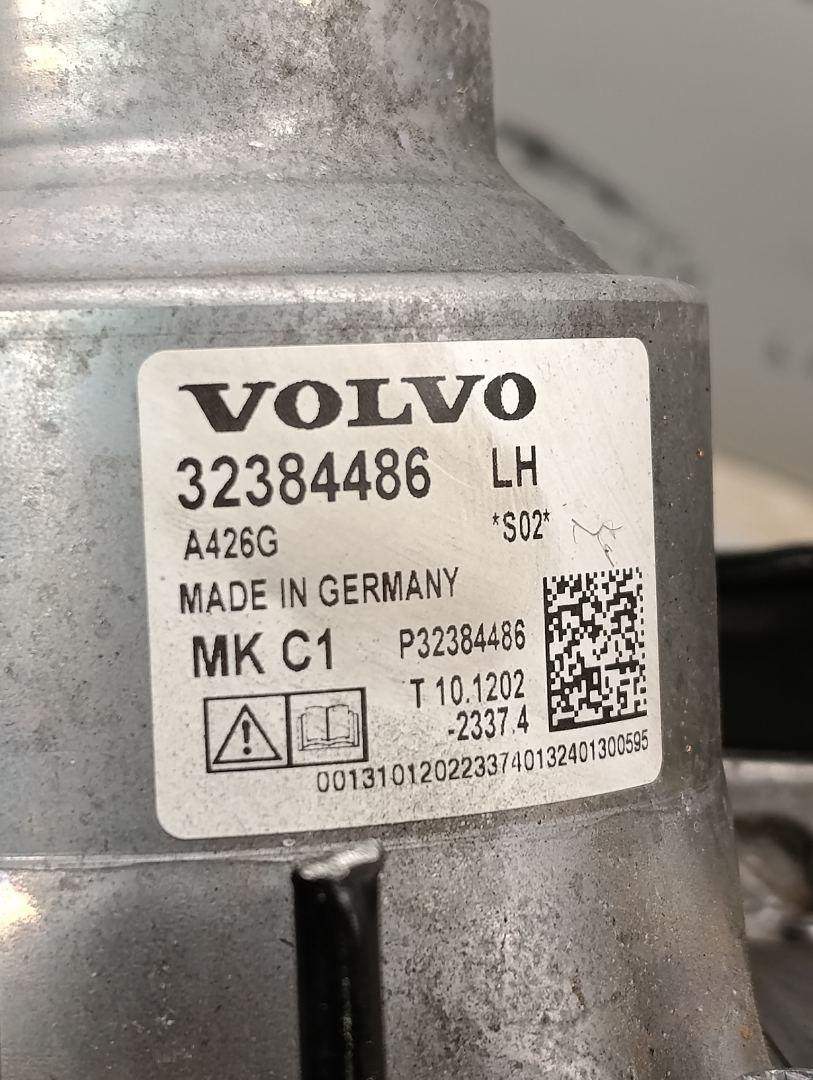 VOLVO
32384486 LH
A426G *S02*
MADE IN GERMANY
MK C1 P32384486
T 10.1202
-2337.4
0013101202233740132401300595